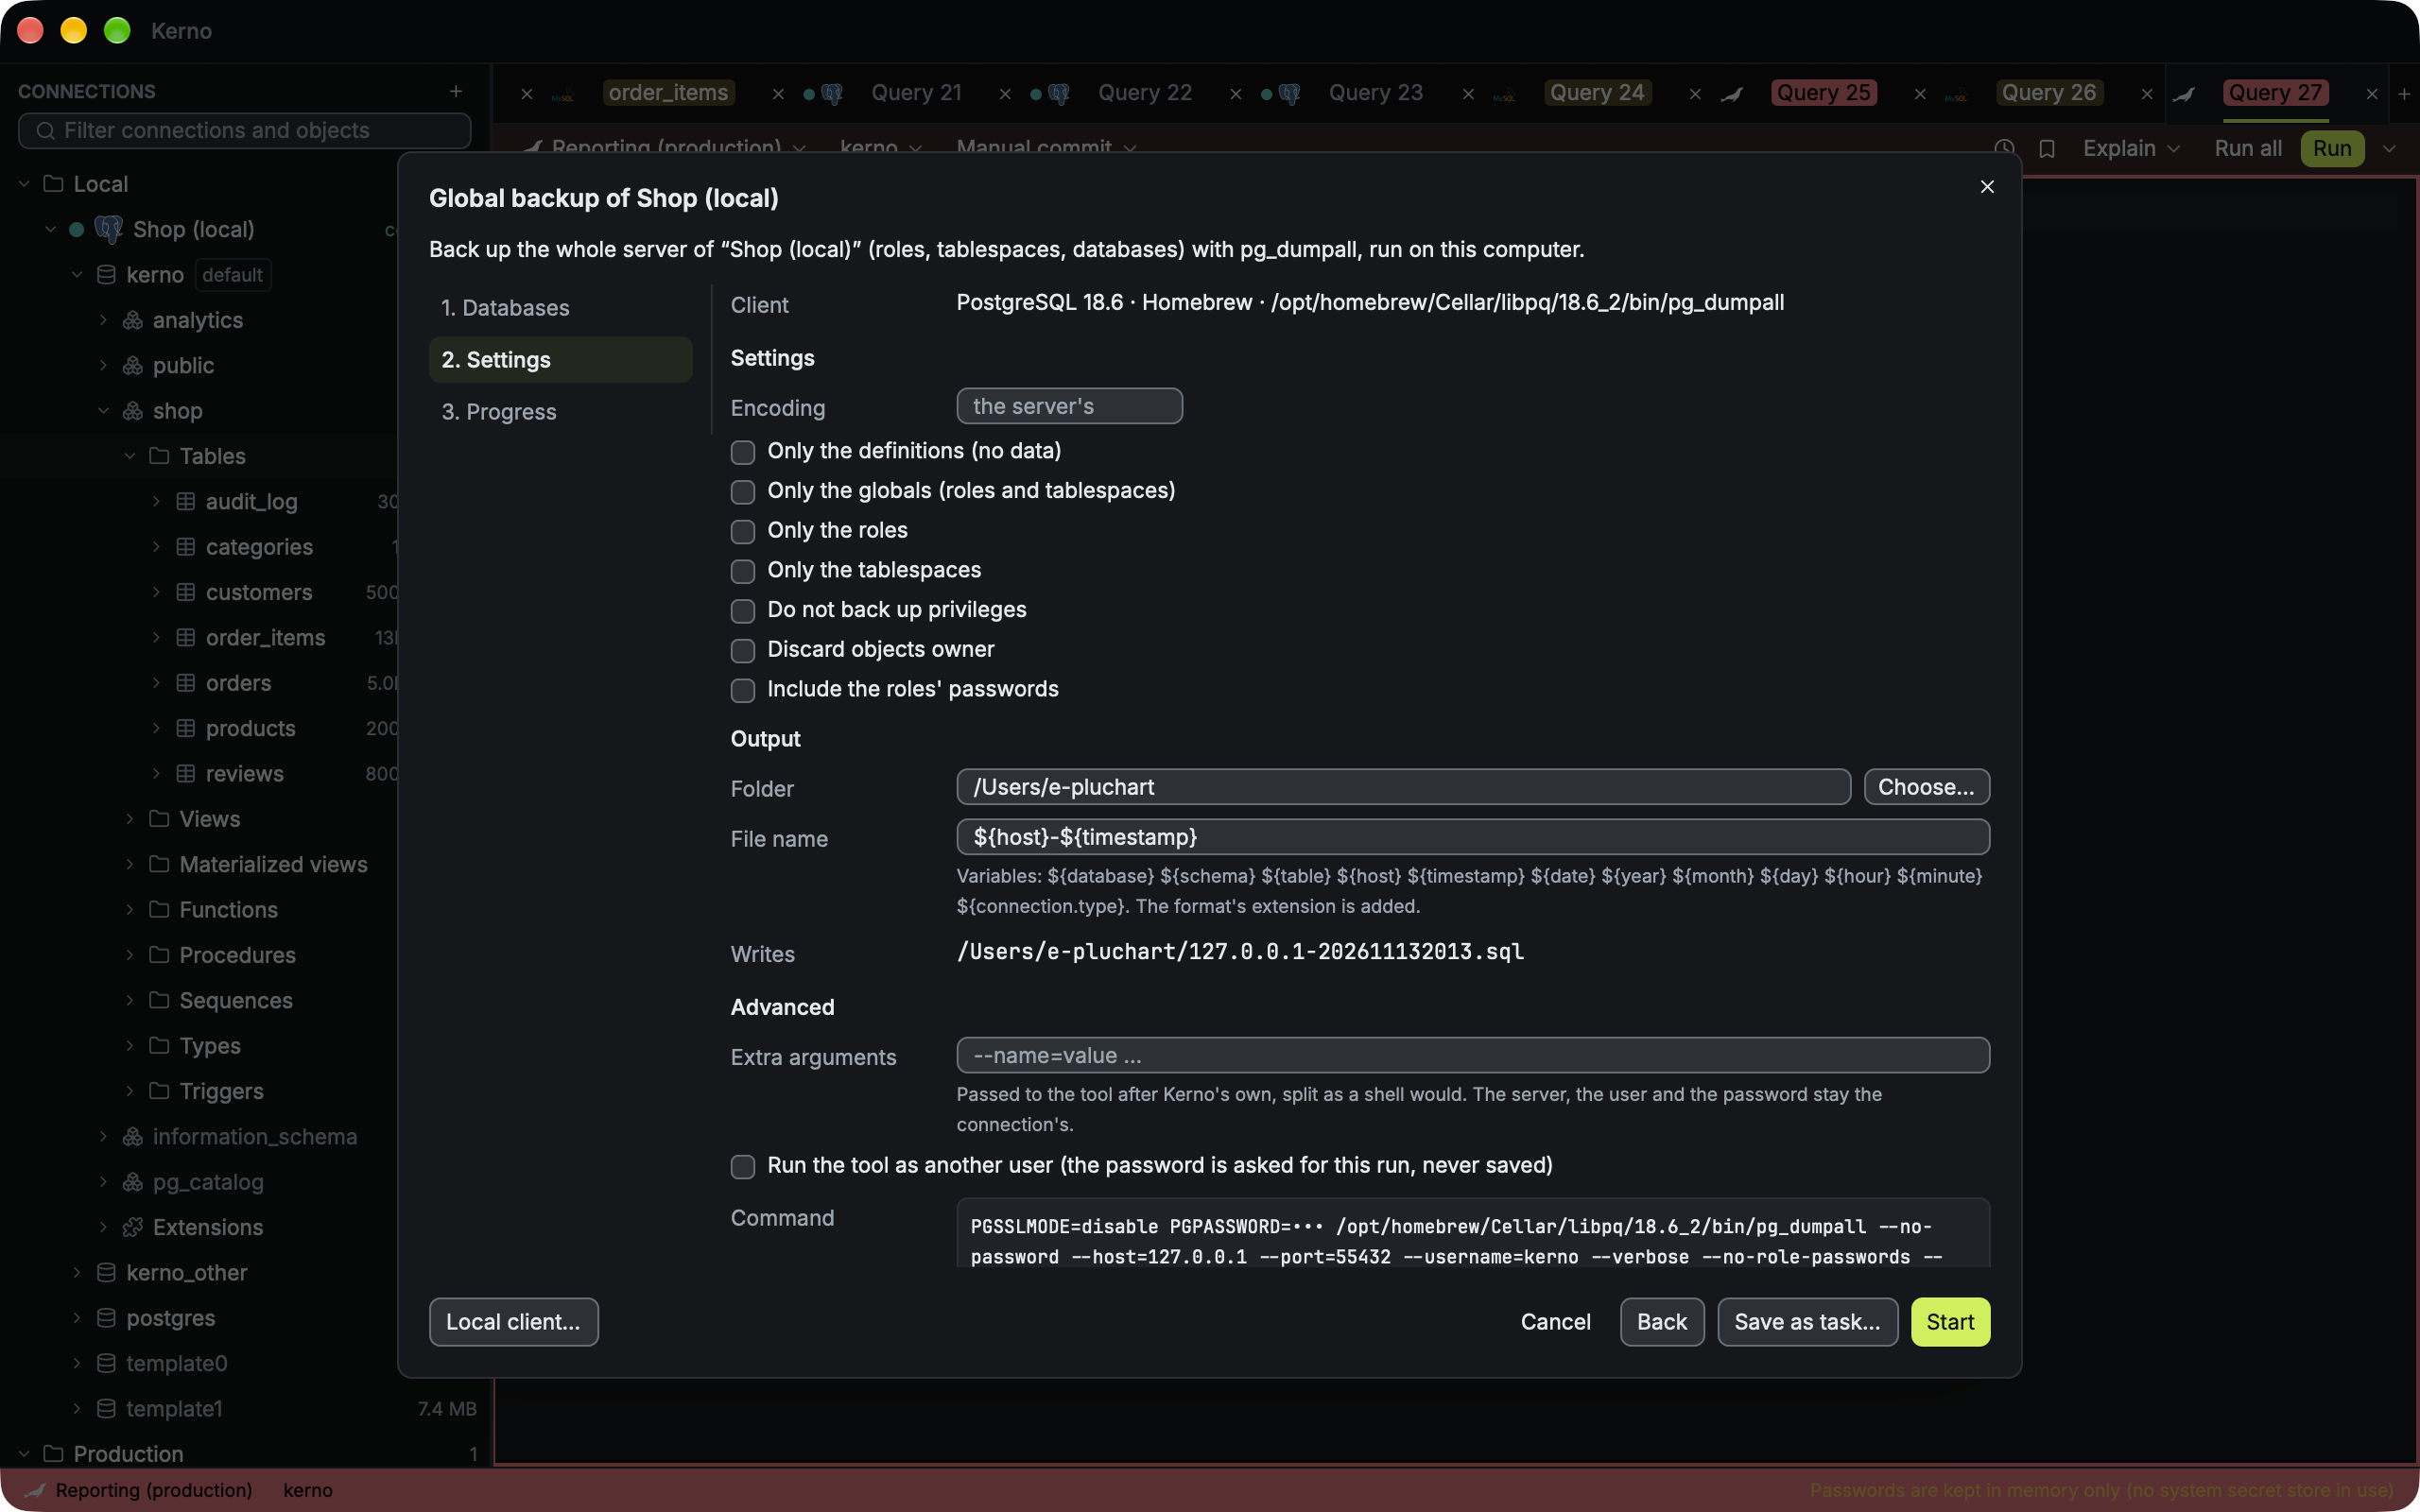 Kerno
CONNECTIONS
Filter connections and objects
Local
Shop (local)
kerno default
analytics
public
shop
Tables
audit_log
categories
customers
order_items
orders
products
reviews
Views
Materialized views
Functions
Procedures
Sequences
Types
Triggers
information_schema
pg_catalog
Extensions
kerno_other
postgres
template0
template1 7.4 MB
Production 1
order_items
Query 21
Query 22
Query 23
Query 24
Query 25
Query 26
Query 27
Reporting (production) kerno Manual commit
Explain Run all Run
Global backup of Shop (local)
Back up the whole server of “Shop (local)” (roles, tablespaces, databases) with pg_dumpall, run on this computer.
1. Databases
2. Settings
3. Progress
Client PostgreSQL 18.6 · Homebrew · /opt/homebrew/Cellar/libpq/18.6_2/bin/pg_dumpall
Settings
Encoding the server's
Only the definitions (no data)
Only the globals (roles and tablespaces)
Only the roles
Only the tablespaces
Do not back up privileges
Discard objects owner
Include the roles' passwords
Output
Folder /Users/e-pluchart Choose...
File name ${host}-${timestamp}
Variables: ${database} ${schema} ${table} ${host} ${timestamp} ${date} ${year} ${month} ${day} ${hour} ${minute}
${connection.type}. The format's extension is added.
Writes /Users/e-pluchart/127.0.0.1-202611132013.sql
Advanced
Extra arguments --name=value ...
Passed to the tool after Kerno's own, split as a shell would. The server, the user and the password stay the
connection's.
Run the tool as another user (the password is asked for this run, never saved)
Command PGSSLMODE=disable PGPASSWORD=••• /opt/homebrew/Cellar/libpq/18.6_2/bin/pg_dumpall --no-
password --host=127.0.0.1 --port=55432 --username=kerno --verbose --no-role-passwords --
Local client... Cancel Back Save as task... Start
Reporting (production) kerno
Passwords are kept in memory only (no system secret store in use)